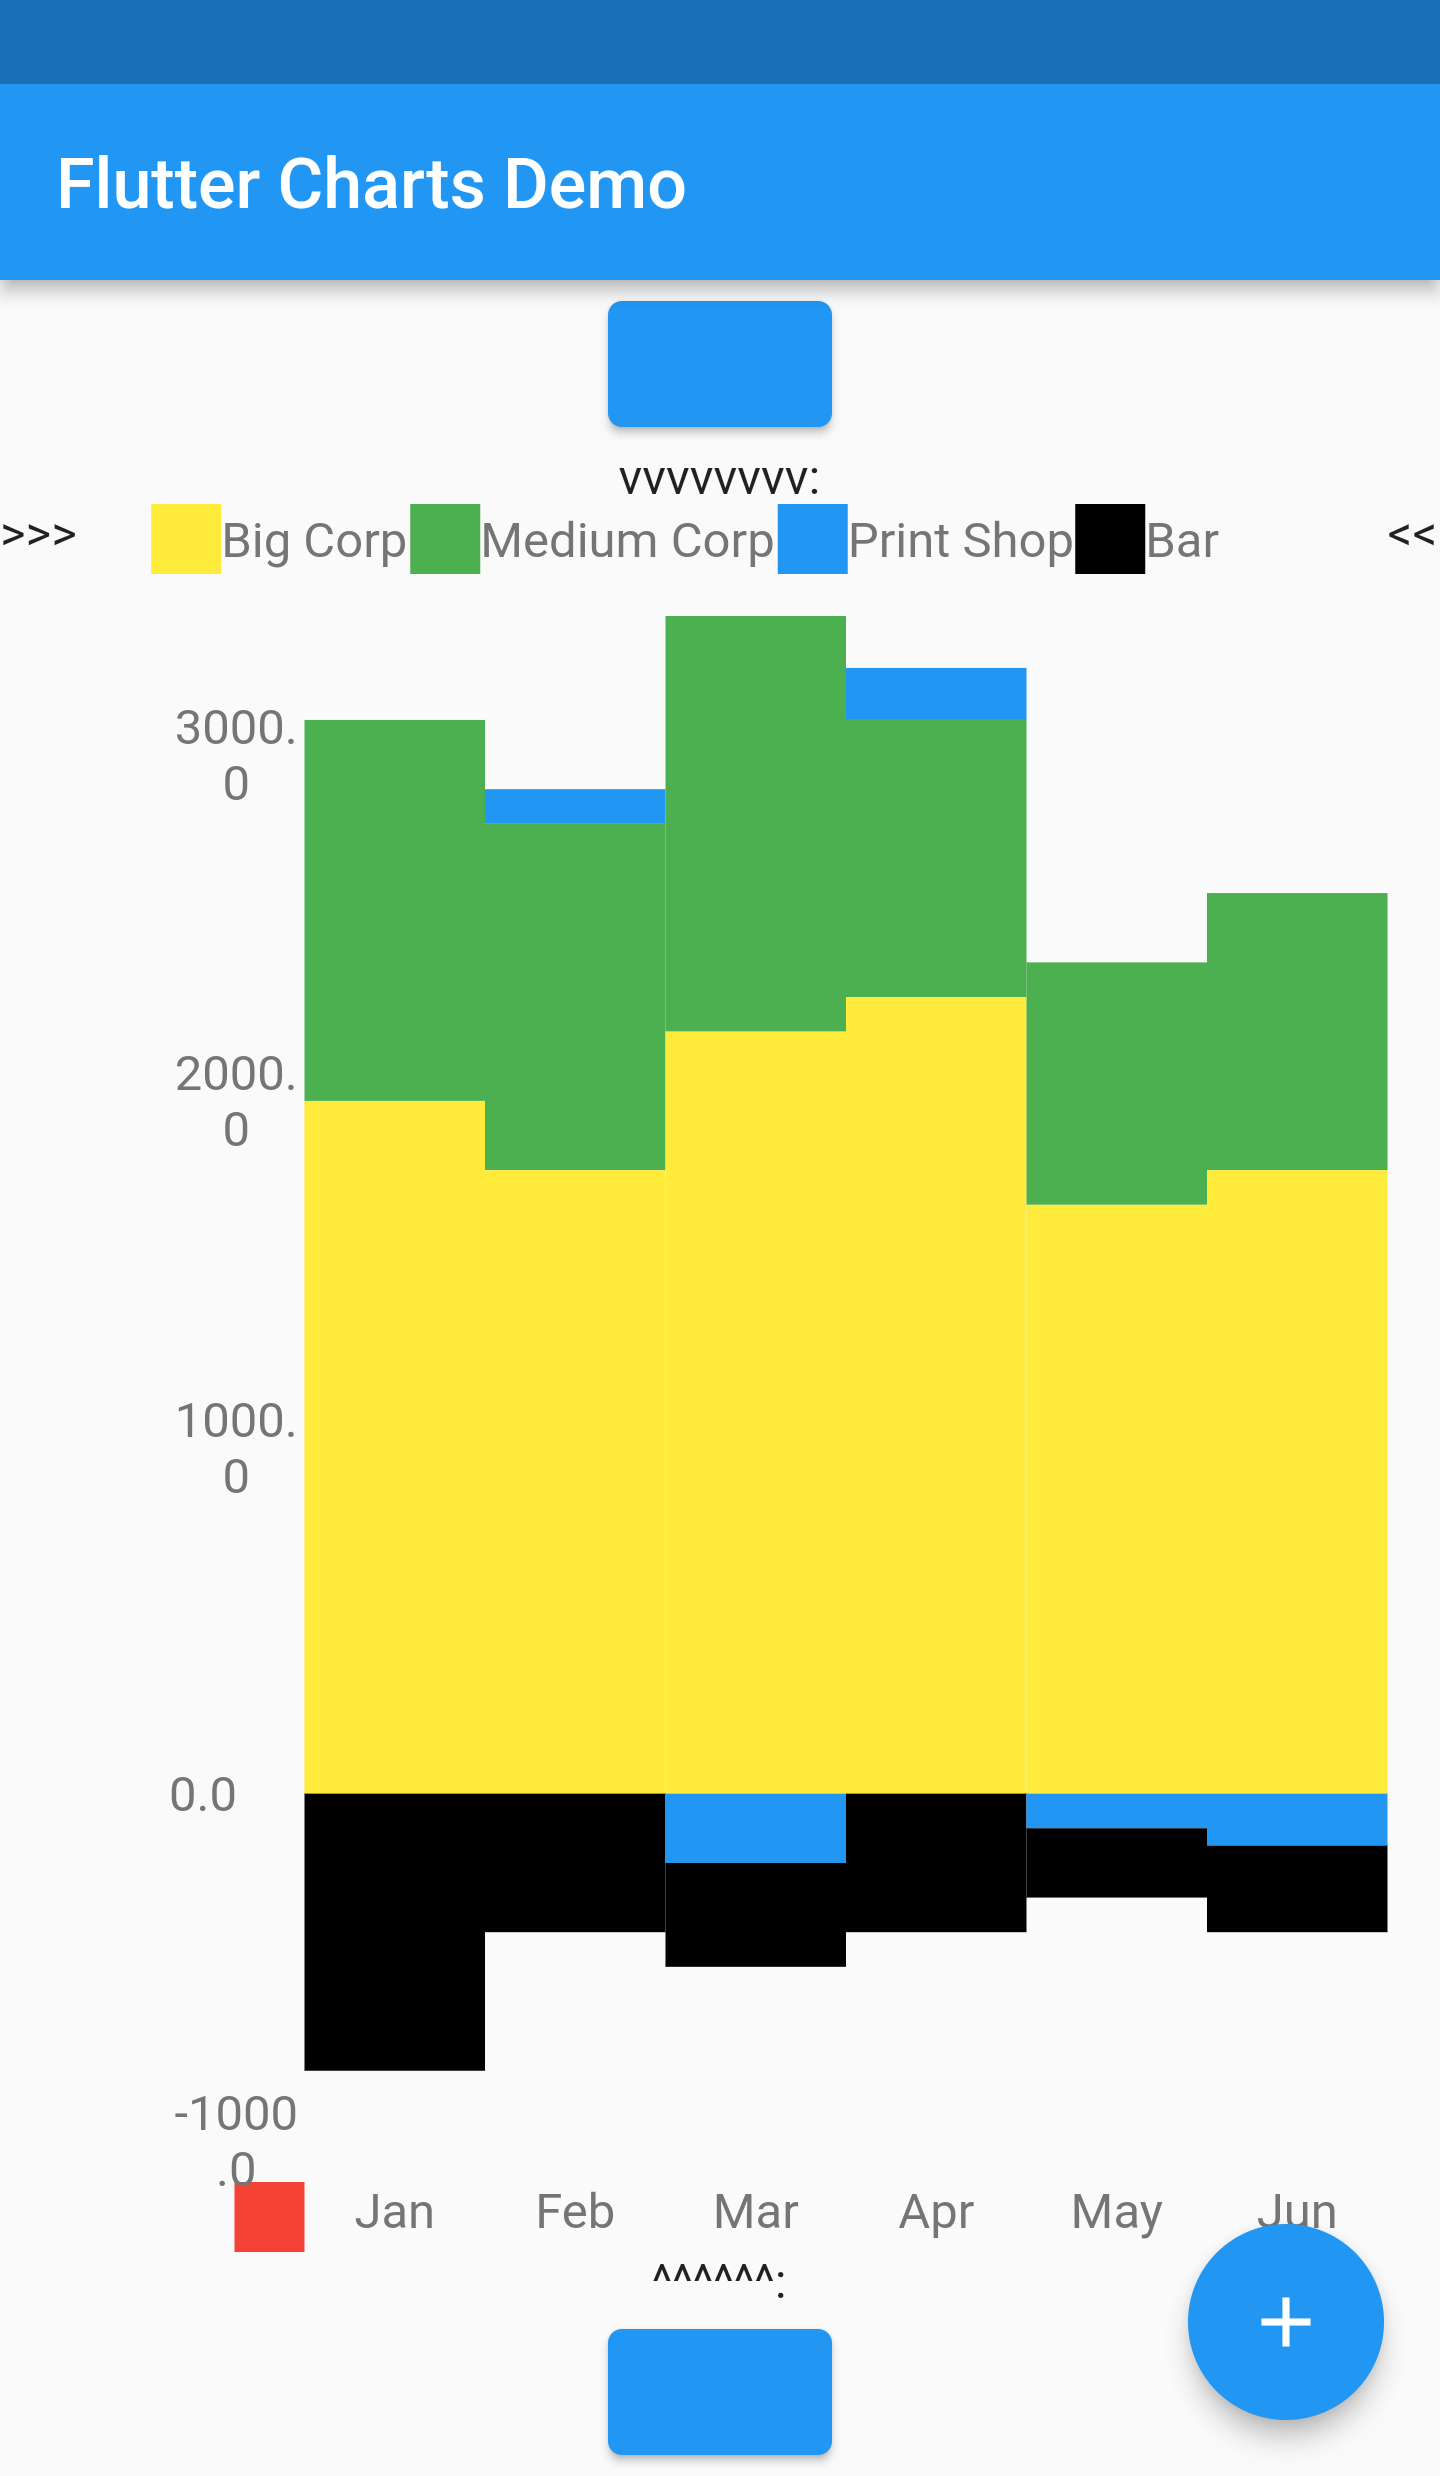 Flutter Charts Demo
vvvvvvvv:
>>> Big Corp Medium Corp Print Shop Bar <<
3000.
0
2000.
0
1000.
0
0.0
-1000
.0
Jan Feb Mar Apr May Jun
^^^^^^:
+